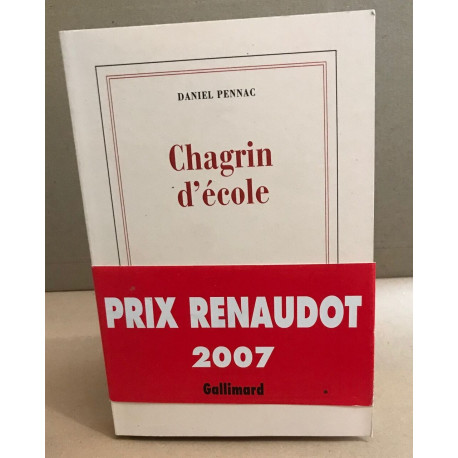 DANIEL PENNAC
Chagrin
d'école
PRIX RENAUDOT
2007
Gallimard